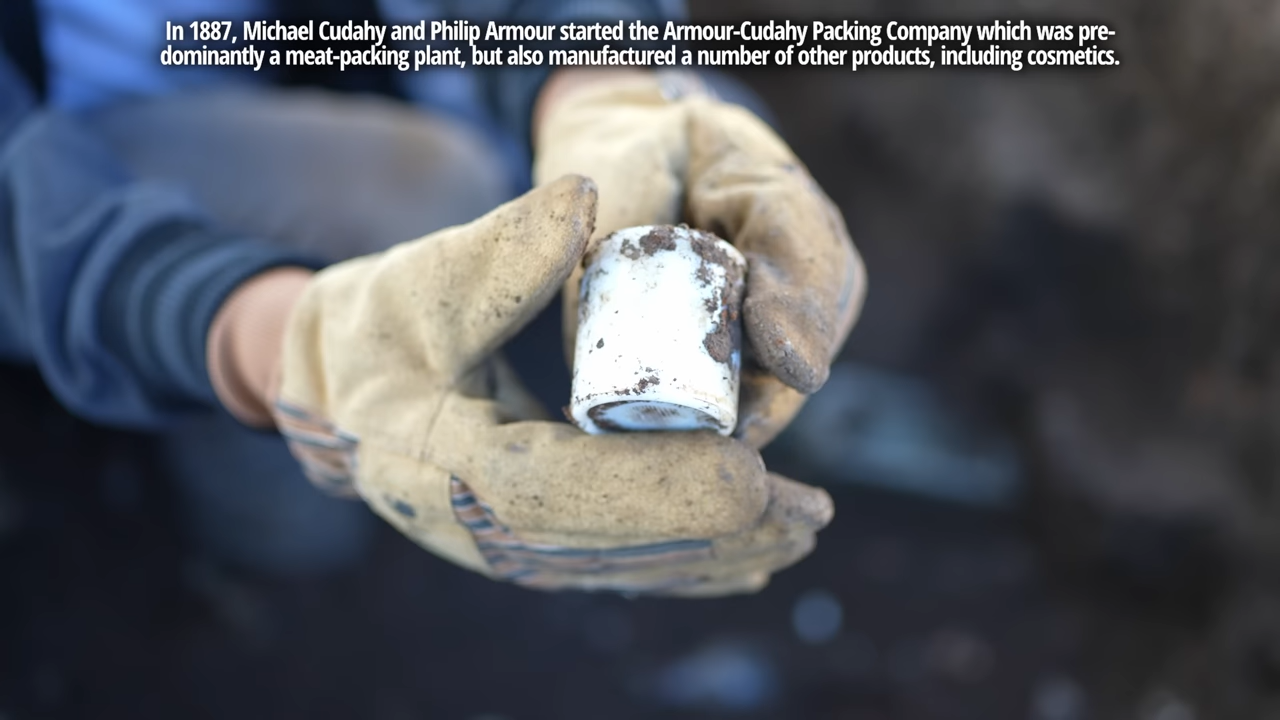 In 1887, Michael Cudahy and Philip Armour started the Armour-Cudahy Packing Company which was pre-
dominantly a meat-packing plant, but also manufactured a number of other products, including cosmetics.